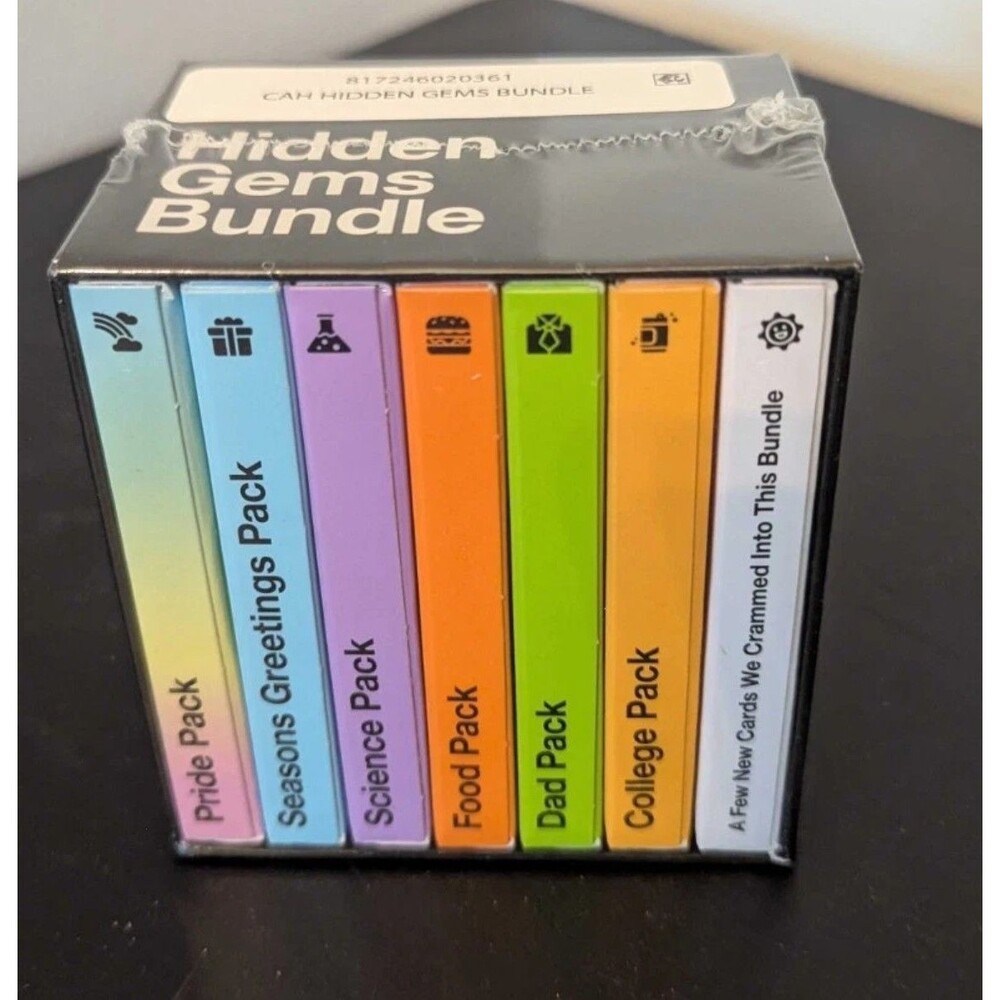 817246020361
CAH HIDDEN GEMS BUNDLE
Hidden
Gems
Bundle
Pride Pack
Seasons Greetings Pack
Science Pack
Food Pack
Dad Pack
College Pack
A Few New Cards We Crammed Into This Bundle